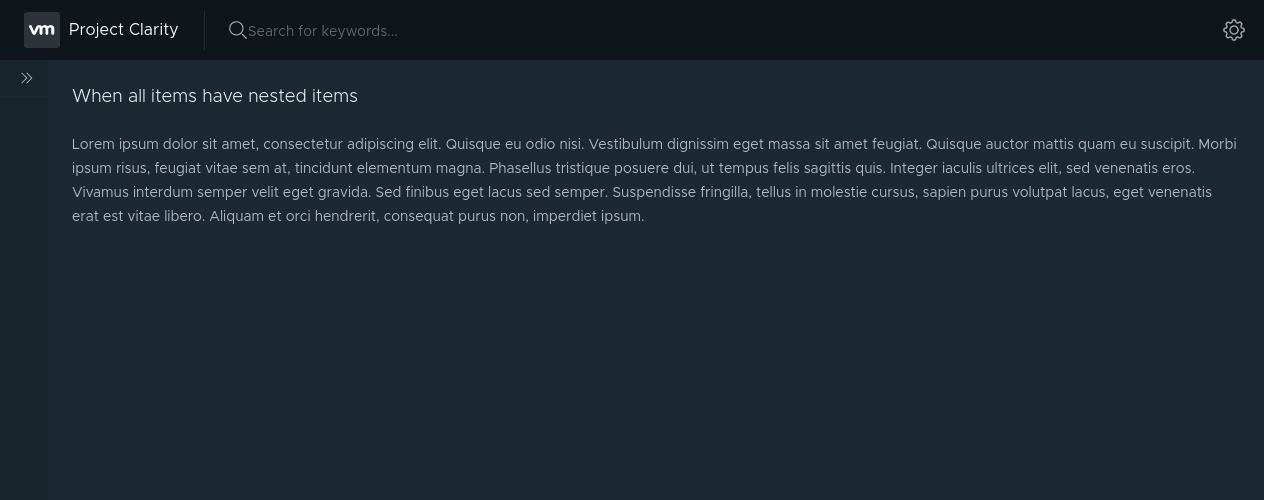 vm Project Clarity
Search for keywords...
When all items have nested items
Lorem ipsum dolor sit amet, consectetur adipiscing elit. Quisque eu odio nisi. Vestibulum dignissim eget massa sit amet feugiat. Quisque auctor mattis quam eu suscipit. Morbi
ipsum risus, feugiat vitae sem at, tincidunt elementum magna. Phasellus tristique posuere dui, ut tempus felis sagittis quis. Integer iaculis ultrices elit, sed venenatis eros.
Vivamus interdum semper velit eget gravida. Sed finibus eget lacus sed semper. Suspendisse fringilla, tellus in molestie cursus, sapien purus volutpat lacus, eget venenatis
erat est vitae libero. Aliquam et orci hendrerit, consequat purus non, imperdiet ipsum.